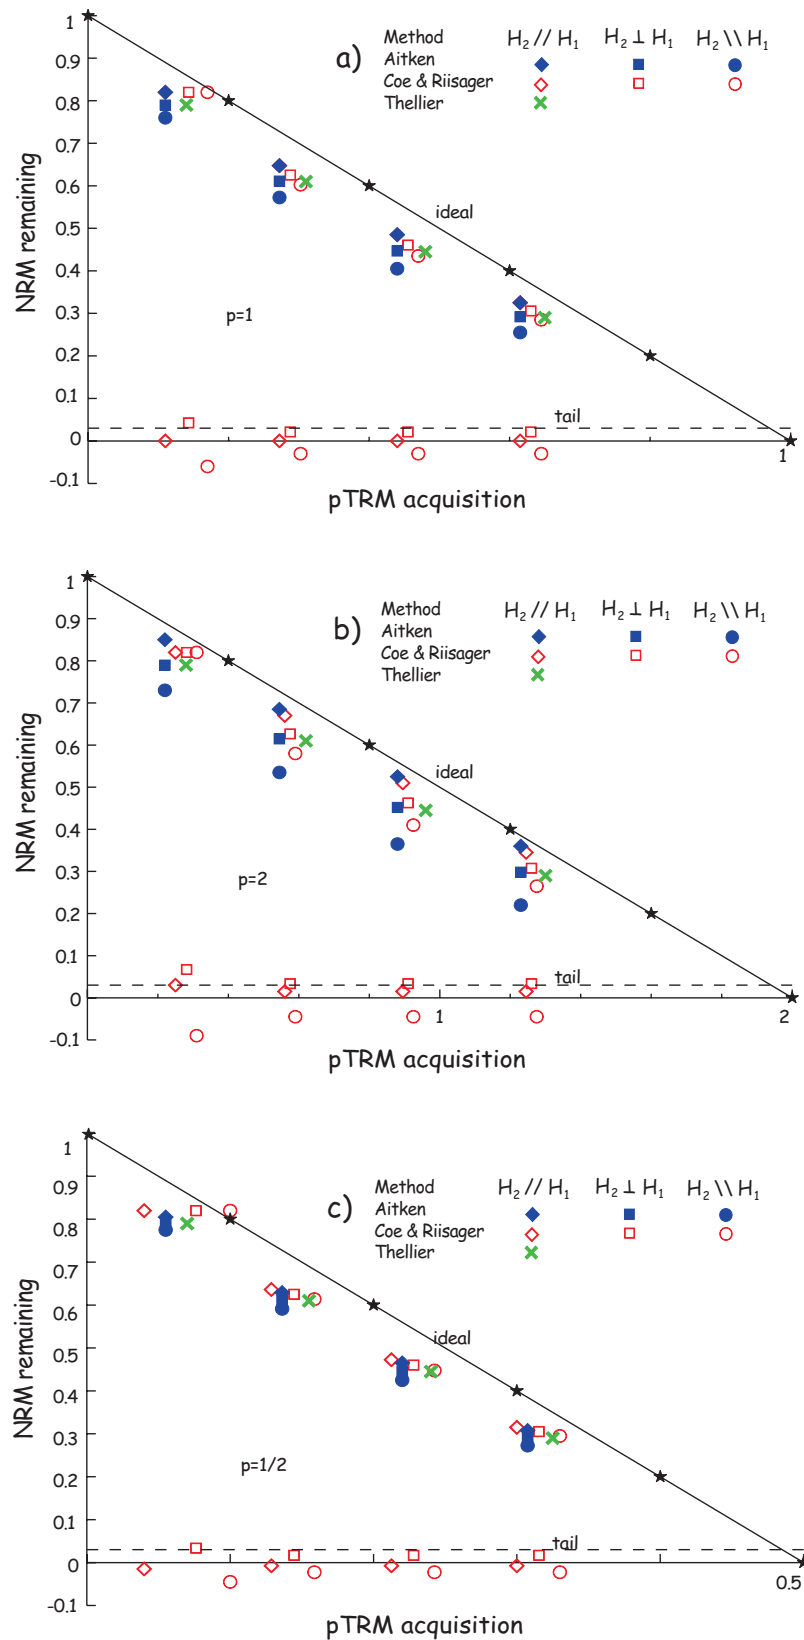 a)
Method H₂ // H₁ H₂ ⊥ H₁ H₂ \\ H₁
Aitken
Coe & Riisager
Thellier
NRM remaining
1
0.9
0.8
0.7
0.6
0.5
0.4
0.3
0.2
0.1
0
-0.1
ideal
p=1
tail
1
pTRM acquisition
b)
Method H₂ // H₁ H₂ ⊥ H₁ H₂ \\ H₁
Aitken
Coe & Riisager
Thellier
NRM remaining
1
0.9
0.8
0.7
0.6
0.5
0.4
0.3
0.2
0.1
0
-0.1
ideal
p=2
tail
1 2
pTRM acquisition
c)
Method H₂ // H₁ H₂ ⊥ H₁ H₂ \\ H₁
Aitken
Coe & Riisager
Thellier
NRM remaining
1
0.9
0.8
0.7
0.6
0.5
0.4
0.3
0.2
0.1
0
-0.1
ideal
p=1/2
tail
0.5
pTRM acquisition